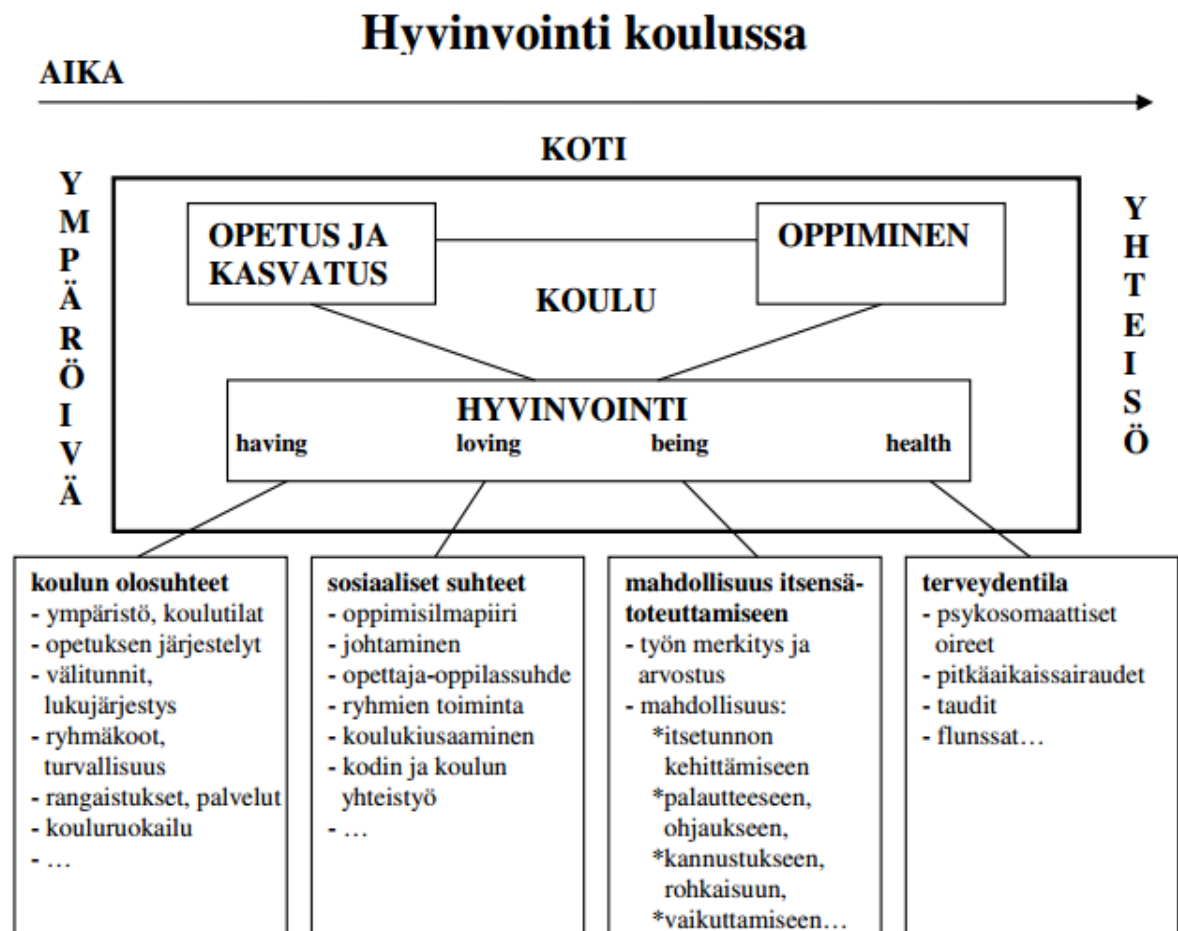 Hyvinvointi koulussa
AIKA
KOTI
YMPÄRÖIVÄ
YHTEISÖ
OPETUS JA
KASVATUS
OPPIMINEN
KOULU
HYVINVOINTI
having loving being health
koulun olosuhteet
- ympäristö, koulutilat
- opetuksen järjestelyt
- välitunnit,
lukujärjestys
- ryhmäkoot,
turvallisuus
- rangaistukset, palvelut
- kouluruokailu
- …
sosiaaliset suhteet
- oppimisilmapiiri
- johtaminen
- opettaja-oppilassuhde
- ryhmien toiminta
- koulukiusaaminen
- kodin ja koulun
yhteistyö
- …
mahdollisuus itsensä-
toteuttamiseen
- työn merkitys ja
arvostus
- mahdollisuus:
*itsetunnon
kehittämiseen
*palautteeseen,
ohjaukseen,
*kannustukseen,
rohkaisuun,
*vaikuttamiseen…
terveydentila
- psykosomaattiset
oireet
- pitkäaikaissairaudet
- taudit
- flunssat…